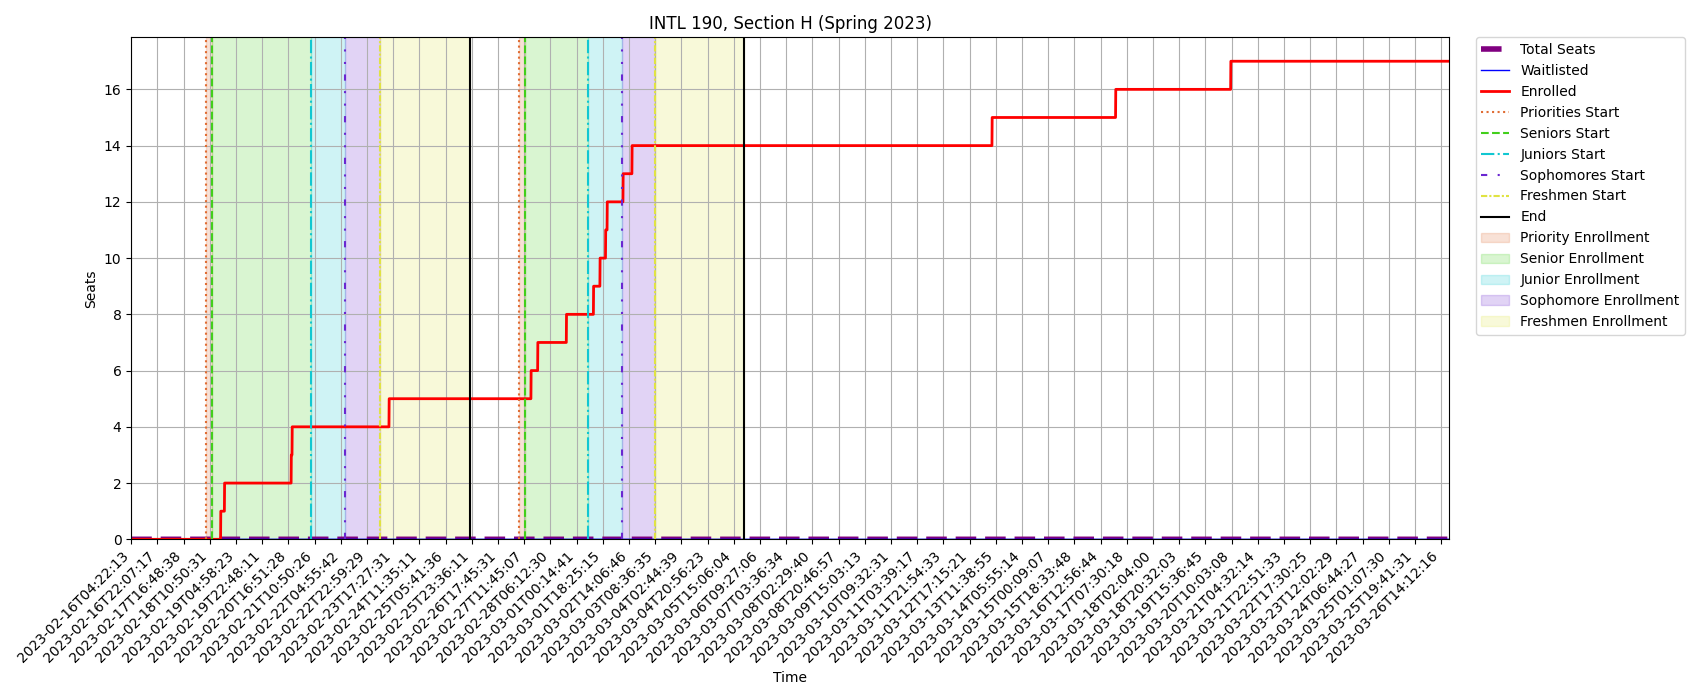 INTL 190, Section H (Spring 2023)
Seats
16
14
12
10
8
6
4
2
0
2023-02-16T04:22:13
2023-02-16T22:07:17
2023-02-17T16:48:38
2023-02-18T10:50:31
2023-02-19T04:58:23
2023-02-19T22:48:11
2023-02-20T16:51:28
2023-02-21T10:50:26
2023-02-22T04:55:42
2023-02-22T22:59:29
2023-02-23T17:27:31
2023-02-24T11:35:11
2023-02-25T05:41:36
2023-02-25T23:36:11
2023-02-26T17:45:31
2023-02-27T11:45:07
2023-02-28T06:12:30
2023-03-01T00:14:41
2023-03-01T18:25:15
2023-03-02T14:06:46
2023-03-03T08:36:35
2023-03-04T02:44:39
2023-03-04T20:56:23
2023-03-05T15:06:04
2023-03-06T09:27:06
2023-03-07T03:36:34
2023-03-08T02:29:40
2023-03-08T20:46:57
2023-03-09T15:03:13
2023-03-10T09:32:31
2023-03-11T03:39:17
2023-03-11T21:54:33
2023-03-12T17:15:21
2023-03-13T11:38:55
2023-03-14T05:55:14
2023-03-15T00:09:07
2023-03-15T18:33:48
2023-03-16T12:56:44
2023-03-17T07:30:18
2023-03-18T02:04:00
2023-03-18T20:32:03
2023-03-19T15:36:45
2023-03-20T10:03:08
2023-03-21T04:32:14
2023-03-21T22:51:33
2023-03-22T17:30:25
2023-03-23T12:02:29
2023-03-24T06:44:27
2023-03-25T01:07:30
2023-03-25T19:41:31
2023-03-26T14:12:16
Time
Total Seats
Waitlisted
Enrolled
Priorities Start
Seniors Start
Juniors Start
Sophomores Start
Freshmen Start
End
Priority Enrollment
Senior Enrollment
Junior Enrollment
Sophomore Enrollment
Freshmen Enrollment